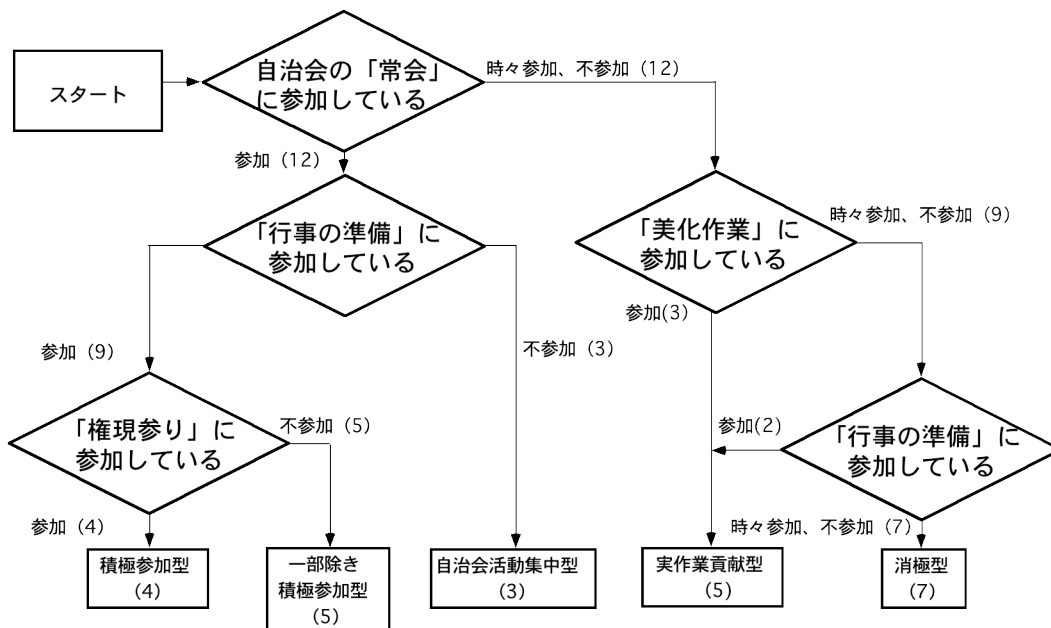 スタート
自治会の「常会」
に参加している
時々参加、不参加（12）
参加（12）
「行事の準備」に
参加している
「美化作業」に
参加している
時々参加、不参加（9）
参加（9）
不参加（3）
参加(3)
「権現参り」に
参加している
不参加（5）
参加(2)
「行事の準備」に
参加している
参加（4）
時々参加、不参加（7）
積極参加型
(4)
一部除き
積極参加型
(5)
自治会活動集中型
(3)
実作業貢献型
(5)
消極型
(7)